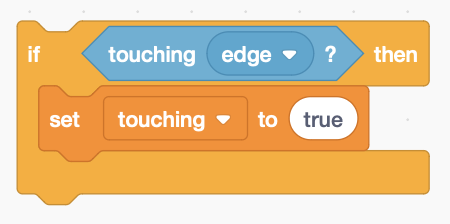 if touching edge ? then
set touching to true